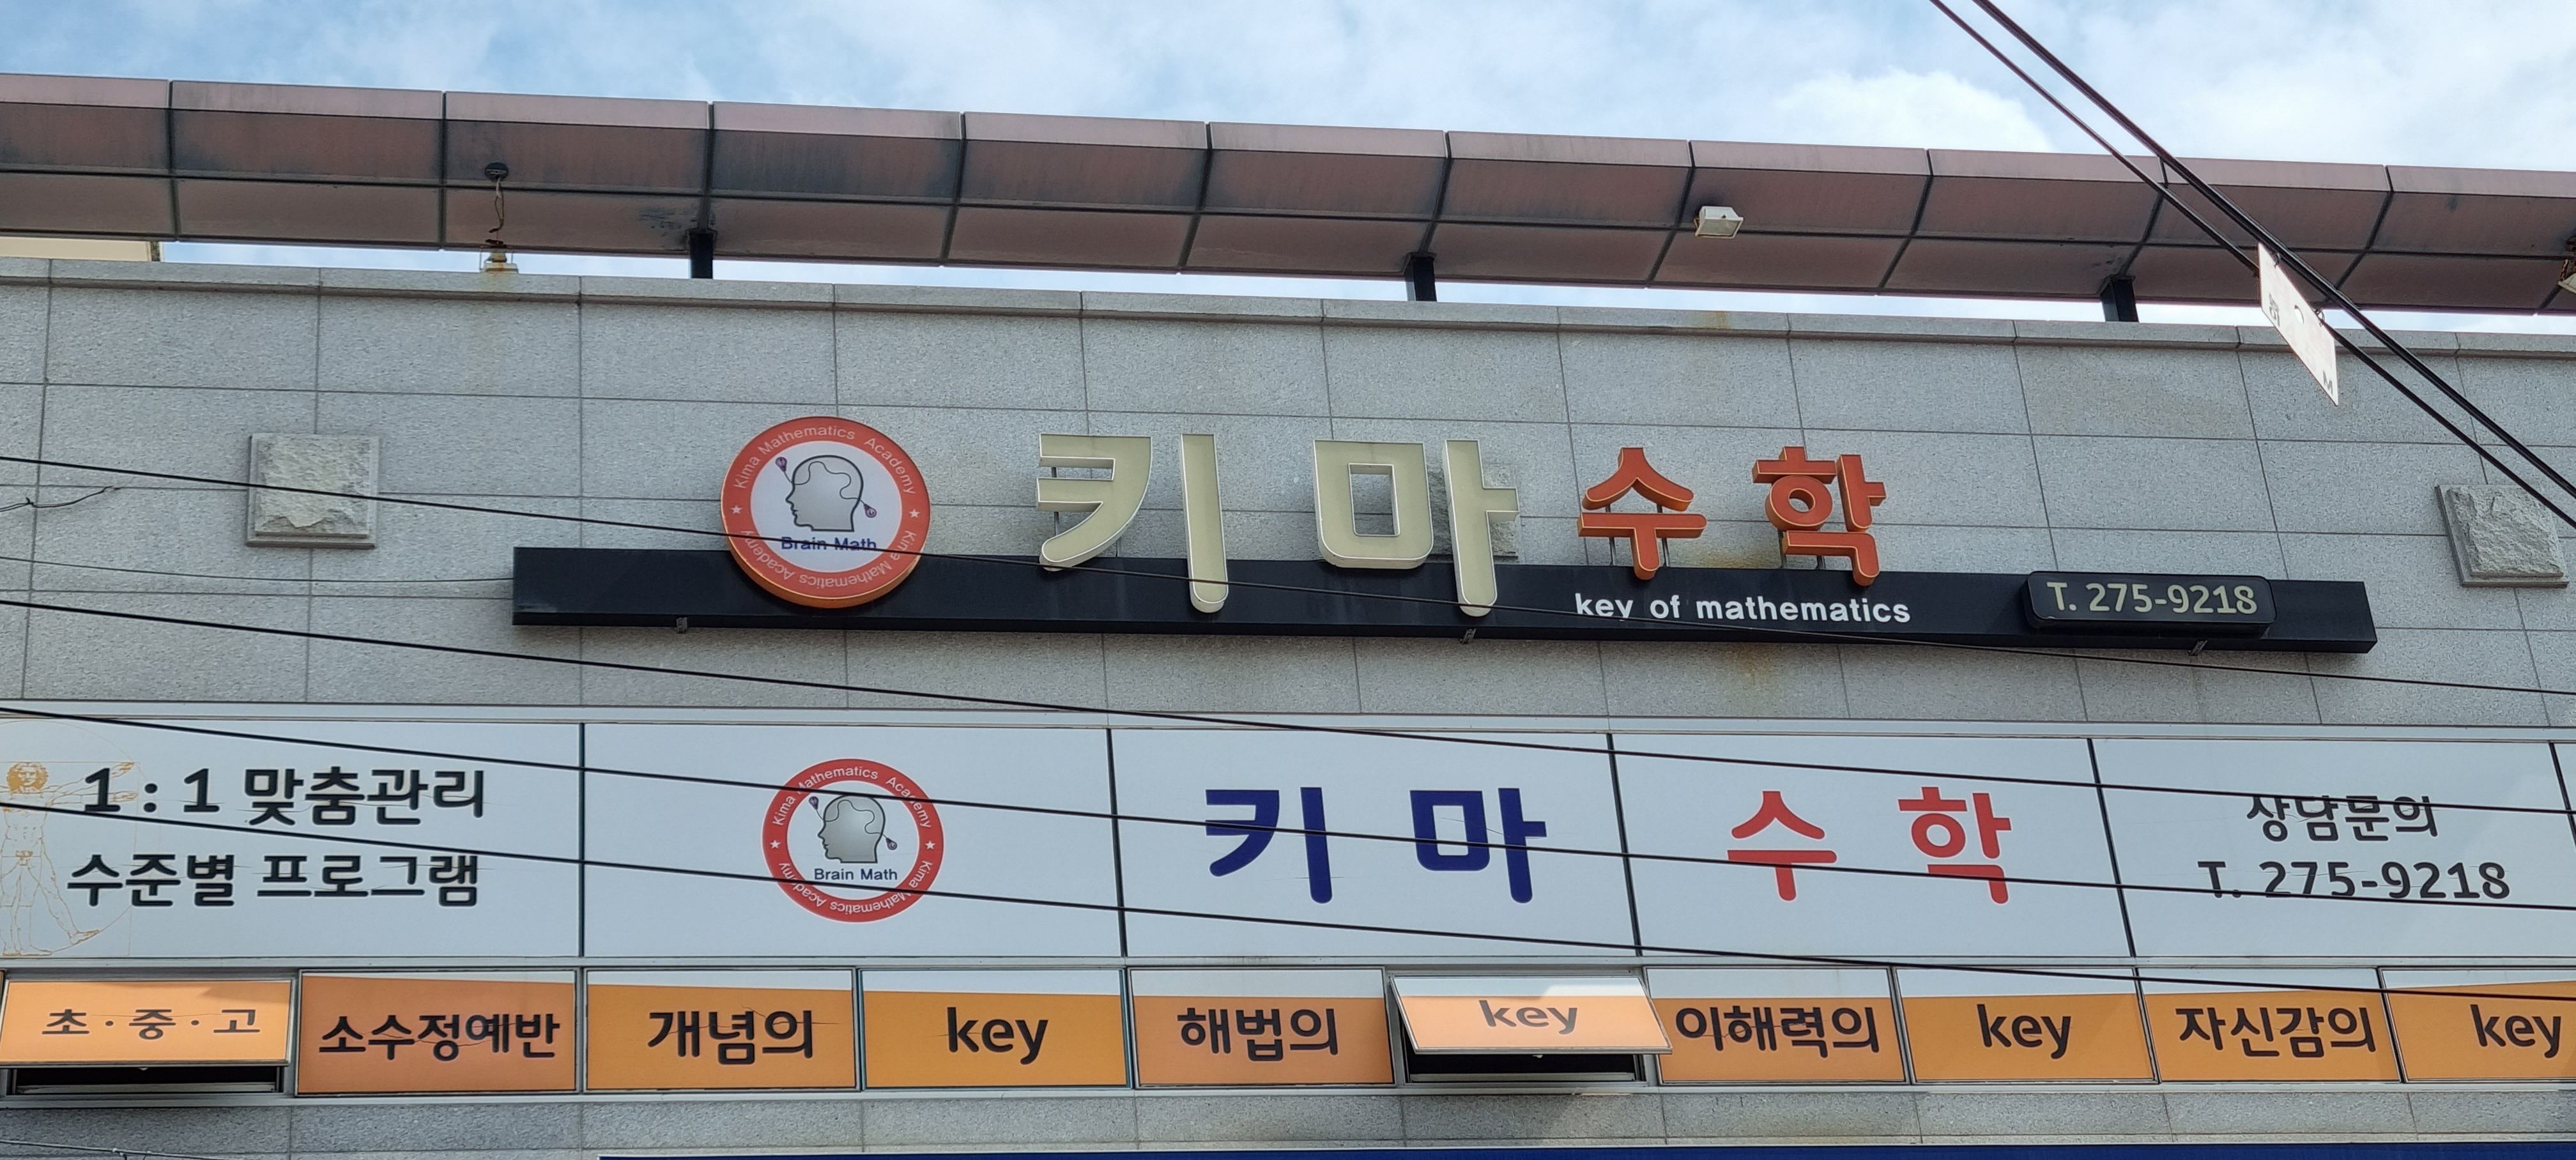 Kima Mathematics Academy
Kima Mathematics Academy
Brain Math
키마수학
key of mathematics
T. 275-9218
1 : 1 맞춤관리
수준별 프로그램
Kima Mathematics Academy
Kima Mathematics Academy
Brain Math
키마 수학
상담문의
T. 275-9218
초·중·고 소수정예반 개념의 key 해법의 key 이해력의 key 자신감의 key